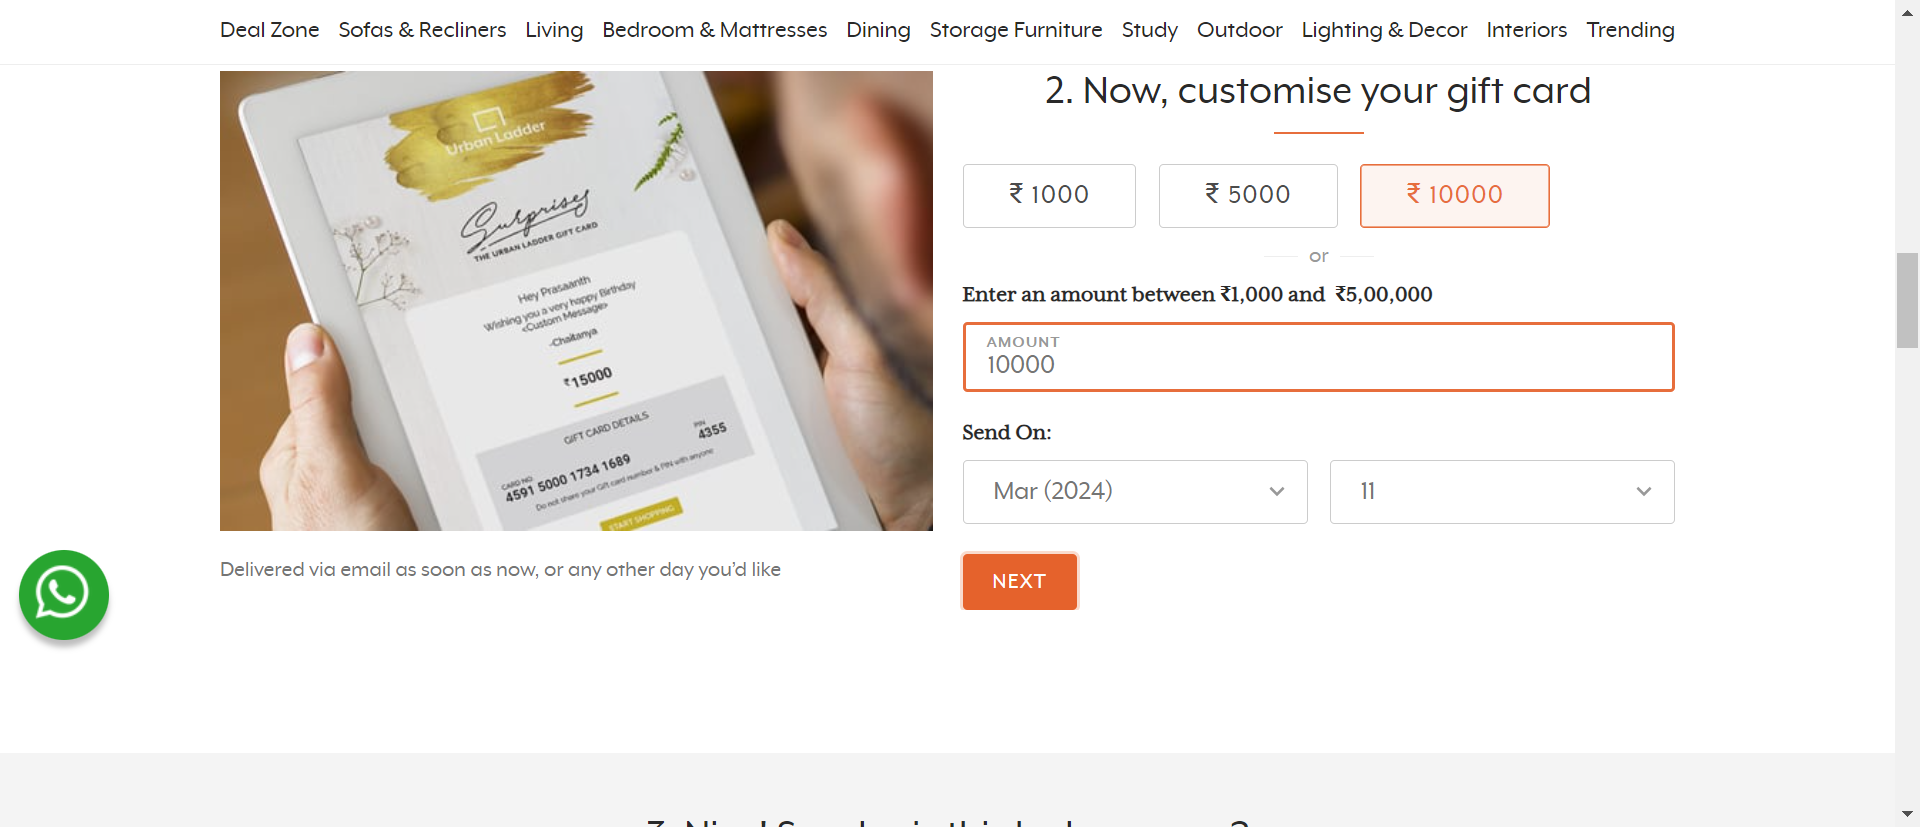 Deal Zone Sofas & Recliners Living Bedroom & Mattresses Dining Storage Furniture Study Outdoor Lighting & Decor Interiors Trending
Urban Ladder
Surprises
THE URBAN LADDER GIFT CARD
Hey Prasaanth
Wishing you a very happy Birthday
<Custom Message>
-Chaitanya
₹15000
GIFT CARD DETAILS
CARD NO
4591 5000 1734 1689
PIN
4355
Do not share your Gift card number & PIN with anyone
START SHOPPING
Delivered via email as soon as now, or any other day you’d like
2. Now, customise your gift card
₹ 1000
₹ 5000
₹ 10000
or
Enter an amount between ₹1,000 and ₹5,00,000
AMOUNT
10000
Send On:
Mar (2024)
11
NEXT